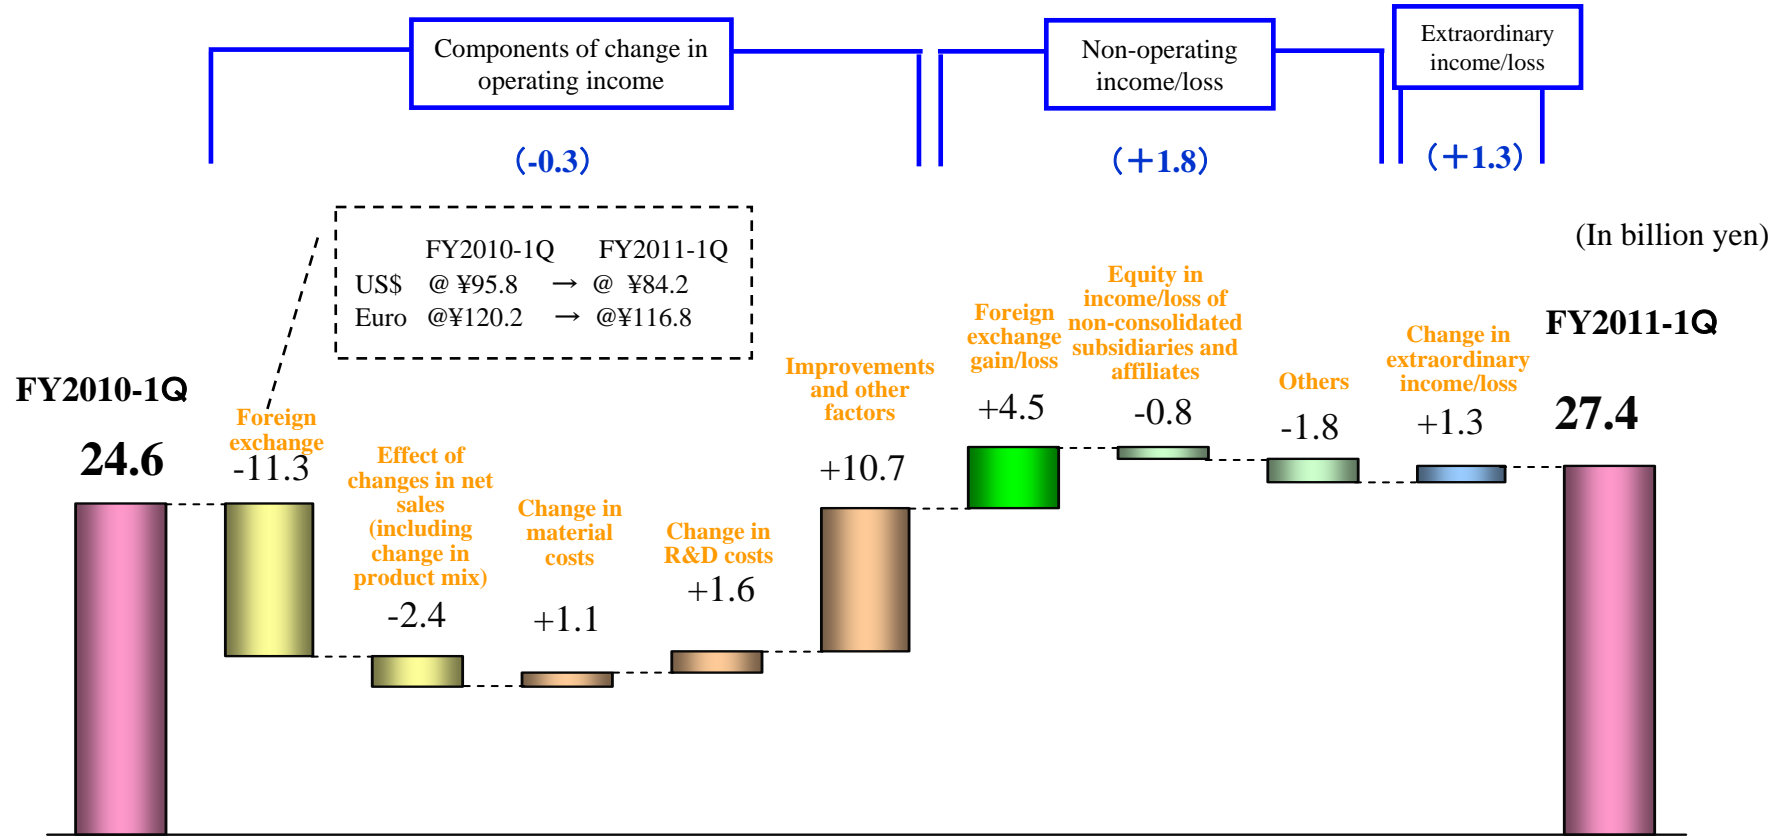 Components of change in
operating income
Non-operating
income/loss
Extraordinary
income/loss
(-0.3)
(+1.8)
(+1.3)
(In billion yen)
FY2010-1Q FY2011-1Q
US$ @ ¥95.8 → @ ¥84.2
Euro @¥120.2 → @¥116.8
FY2010-1Q
24.6
Foreign
exchange
-11.3
Effect of
changes in net
sales
(including
change in
product mix)
-2.4
Change in
material
costs
+1.1
Change in
R&D costs
+1.6
Improvements
and other
factors
+10.7
Foreign
exchange
gain/loss
+4.5
Equity in
income/loss of
non-consolidated
subsidiaries and
affiliates
-0.8
Others
-1.8
Change in
extraordinary
income/loss
+1.3
FY2011-1Q
27.4